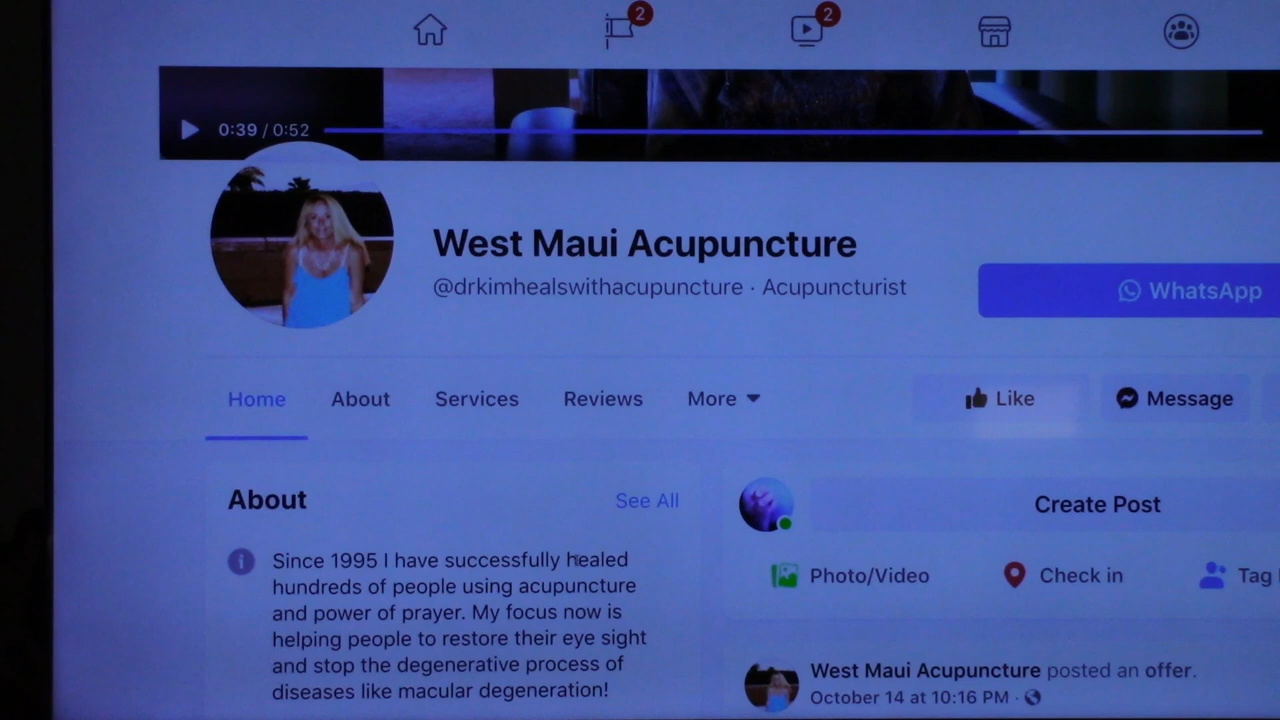 2
2
0:39 / 0:52
West Maui Acupuncture
@drkimhealswithacupuncture · Acupuncturist
WhatsApp
Home
About
Services
Reviews
More
Like
Message
About
See All
Create Post
Since 1995 I have successfully healed
hundreds of people using acupuncture
and power of prayer. My focus now is
helping people to restore their eye sight
and stop the degenerative process of
diseases like macular degeneration!
Photo/Video
Check in
Tag
West Maui Acupuncture posted an offer.
October 14 at 10:16 PM ·